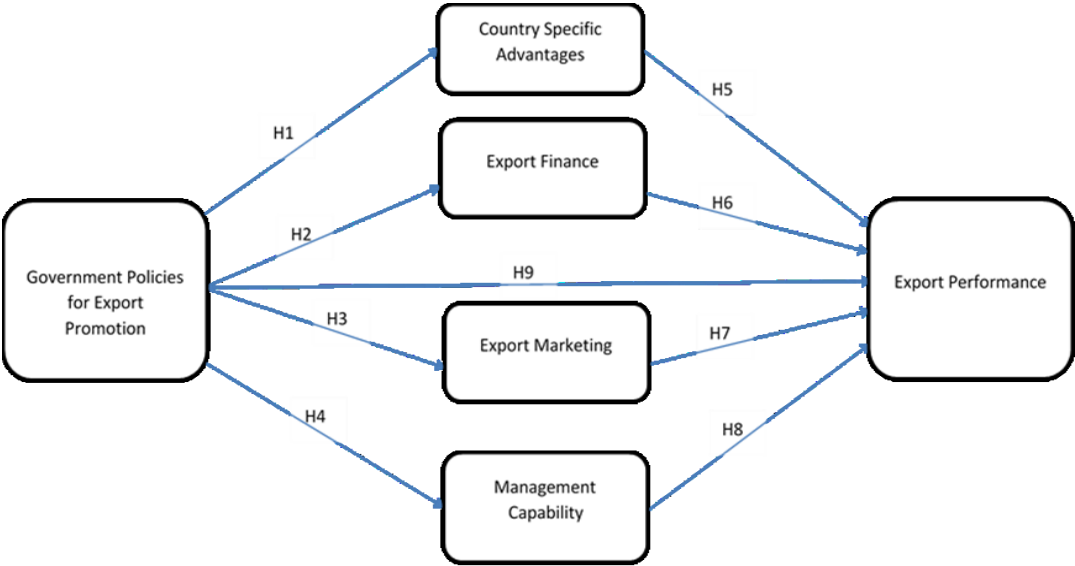 Country Specific
Advantages
H5
H1
Export Finance
H6
H2
H9
Government Policies
for Export
Promotion
Export Performance
H3
Export Marketing
H7
H4
H8
Management
Capability